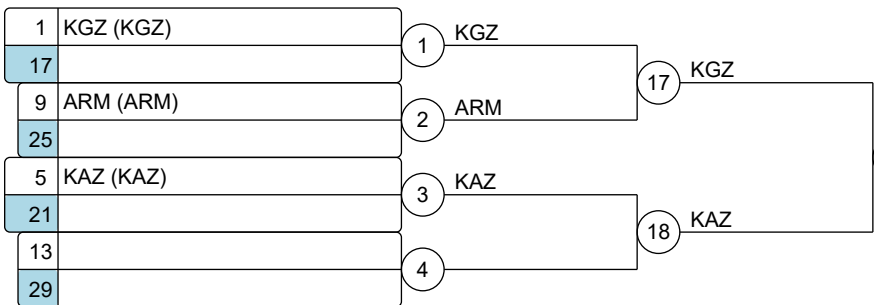 1 KGZ (KGZ)
17
1 KGZ
9 ARM (ARM)
25
2 ARM
17 KGZ
5 KAZ (KAZ)
21
3 KAZ
13
29
4
18 KAZ